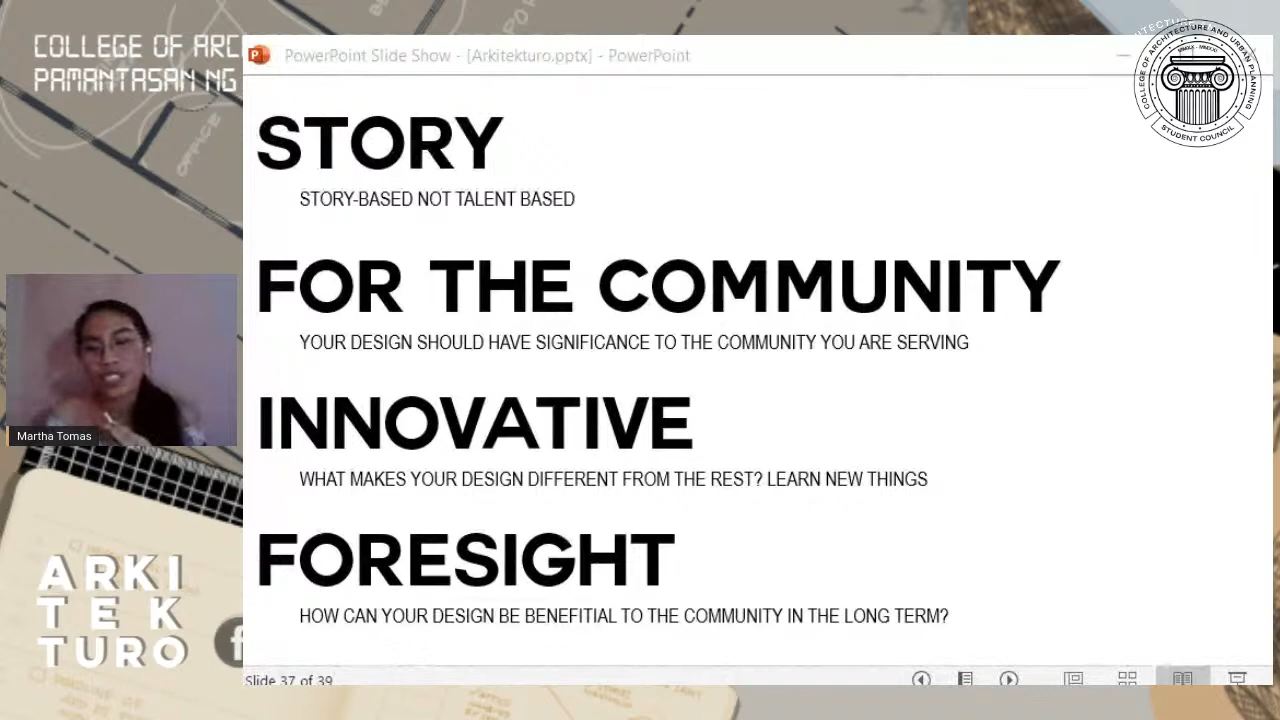 COLLEGE OF ARC
PAMANTASAN NG
OFFICE
PowerPoint Slide Show - [Arkitekturo.pptx] - PowerPoint
COLLEGE OF ARCHITECTURE AND URBAN PLANNING
STUDENT COUNCIL
STORY
STORY-BASED NOT TALENT BASED
FOR THE COMMUNITY
YOUR DESIGN SHOULD HAVE SIGNIFICANCE TO THE COMMUNITY YOU ARE SERVING
INNOVATIVE
WHAT MAKES YOUR DESIGN DIFFERENT FROM THE REST? LEARN NEW THINGS
FORESIGHT
HOW CAN YOUR DESIGN BE BENEFITIAL TO THE COMMUNITY IN THE LONG TERM?
Martha Tomas
ARKI
TEK
TURO
Slide 37 of 39